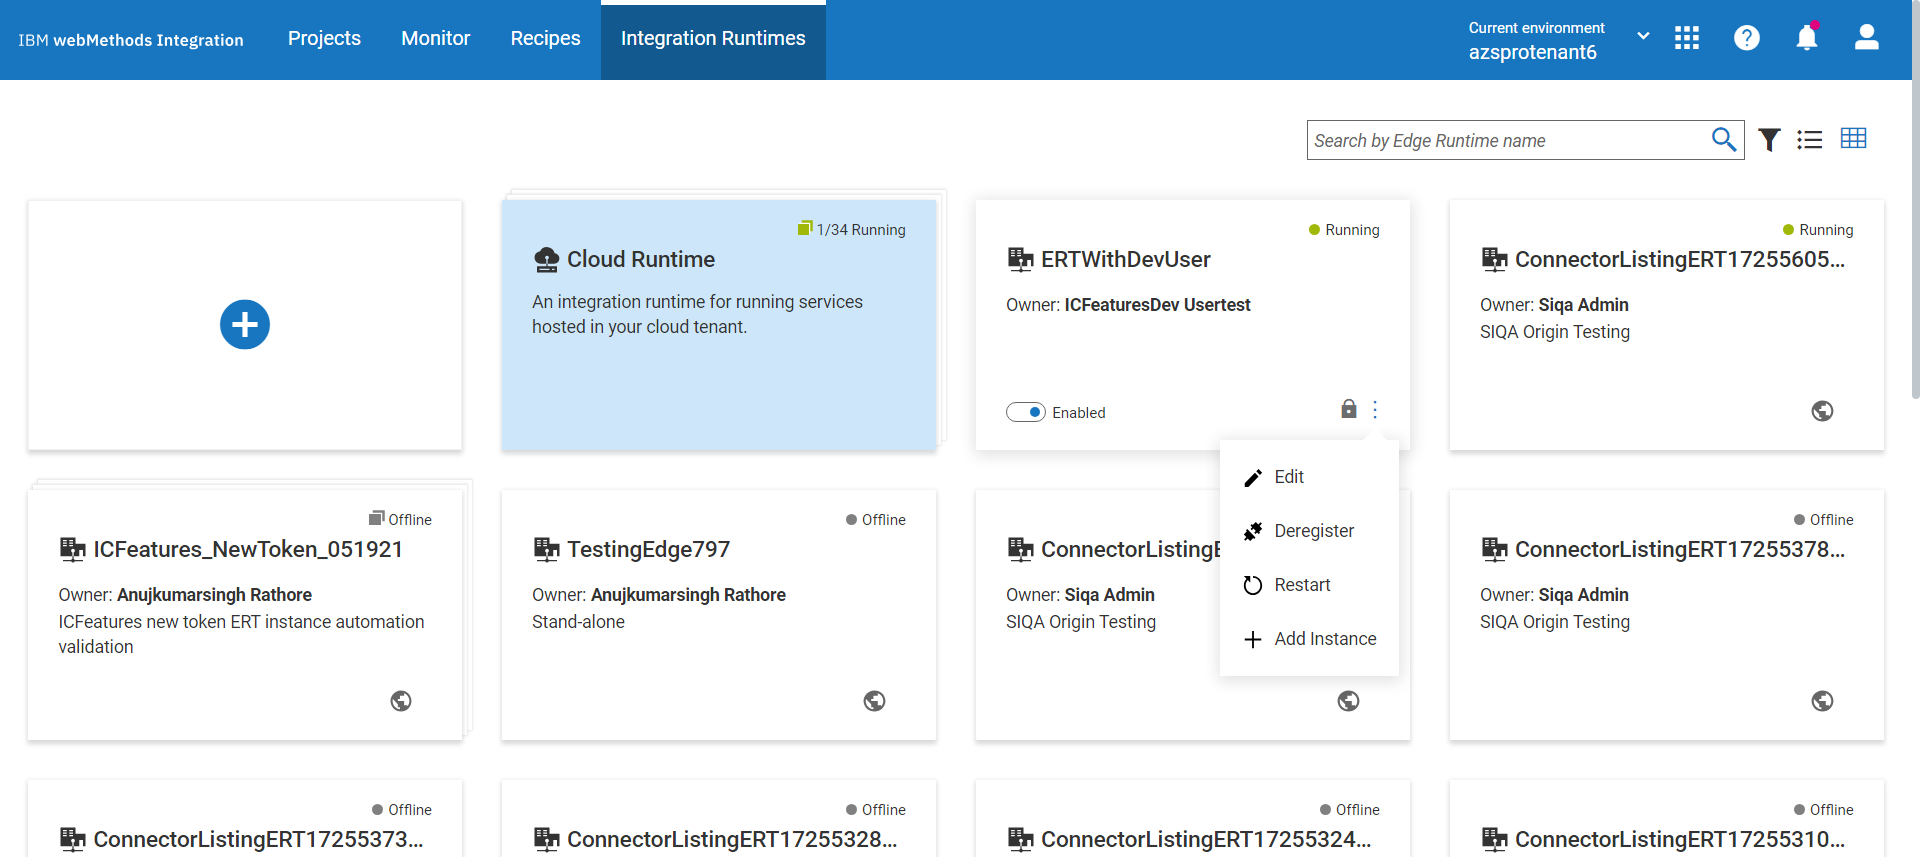 IBM webMethods Integration
Projects
Monitor
Recipes
Integration Runtimes
Current environment
azsprotenant6
Search by Edge Runtime name
1/34 Running
Cloud Runtime
An integration runtime for running services
hosted in your cloud tenant.
Running
ERTWithDevUser
Owner: ICFeaturesDev Usertest
Enabled
Running
ConnectorListingERT17255605...
Owner: Siqa Admin
SIQA Origin Testing
Edit
Deregister
Restart
Add Instance
Offline
ICFeatures_NewToken_051921
Owner: Anujkumarsingh Rathore
ICFeatures new token ERT instance automation
validation
Offline
TestingEdge797
Owner: Anujkumarsingh Rathore
Stand-alone
ConnectorListingE
Owner: Siqa Admin
SIQA Origin Testing
Offline
ConnectorListingERT17255378...
Owner: Siqa Admin
SIQA Origin Testing
Offline
ConnectorListingERT17255373...
Offline
ConnectorListingERT17255328...
Offline
ConnectorListingERT17255324...
Offline
ConnectorListingERT17255310...